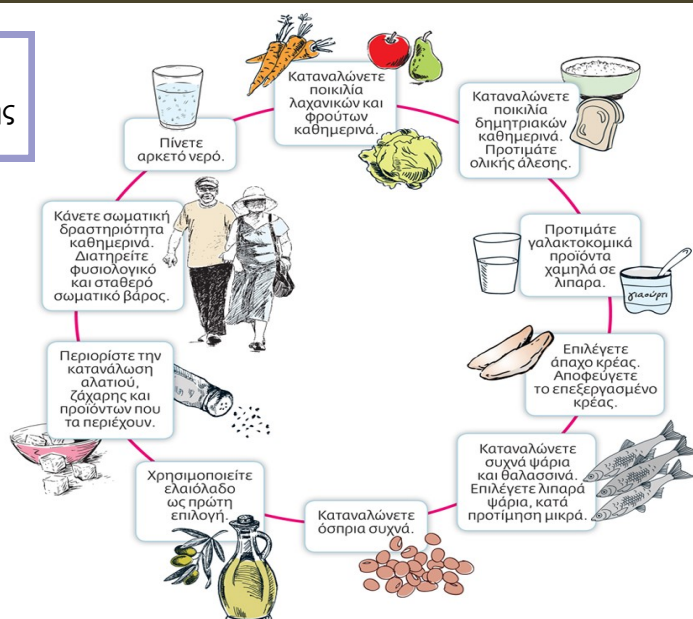 ης
Καταναλώνετε
ποικιλία
λαχανικών και
φρούτων
καθημερινά.
Καταναλώνετε
ποικιλία
δημητριακών
καθημερινά.
Προτιμάτε
ολικής άλεσης.
Προτιμάτε
γαλακτοκομικά
προϊόντα
χαμηλά σε
λιπαρα.
γιαούρτι
Επιλέγετε
άπαχο κρέας.
Αποφεύγετε
το επεξεργασμένο
κρέας.
Καταναλώνετε
συχνά ψάρια
και θαλασσινά.
Επιλέγετε λιπαρά
ψάρια, κατά
προτίμηση μικρά.
Καταναλώνετε
όσπρια συχνά.
Χρησιμοποιείτε
ελαιόλαδο
ως πρώτη
επιλογή.
Περιορίστε την
κατανάλωση
αλατιού,
ζάχαρης και
προϊόντων που
τα περιέχουν.
Κάνετε σωματική
δραστηριότητα
καθημερινά.
Διατηρείτε
φυσιολογικό
και σταθερό
σωματικό βάρος.
Πίνετε
αρκετό νερό.